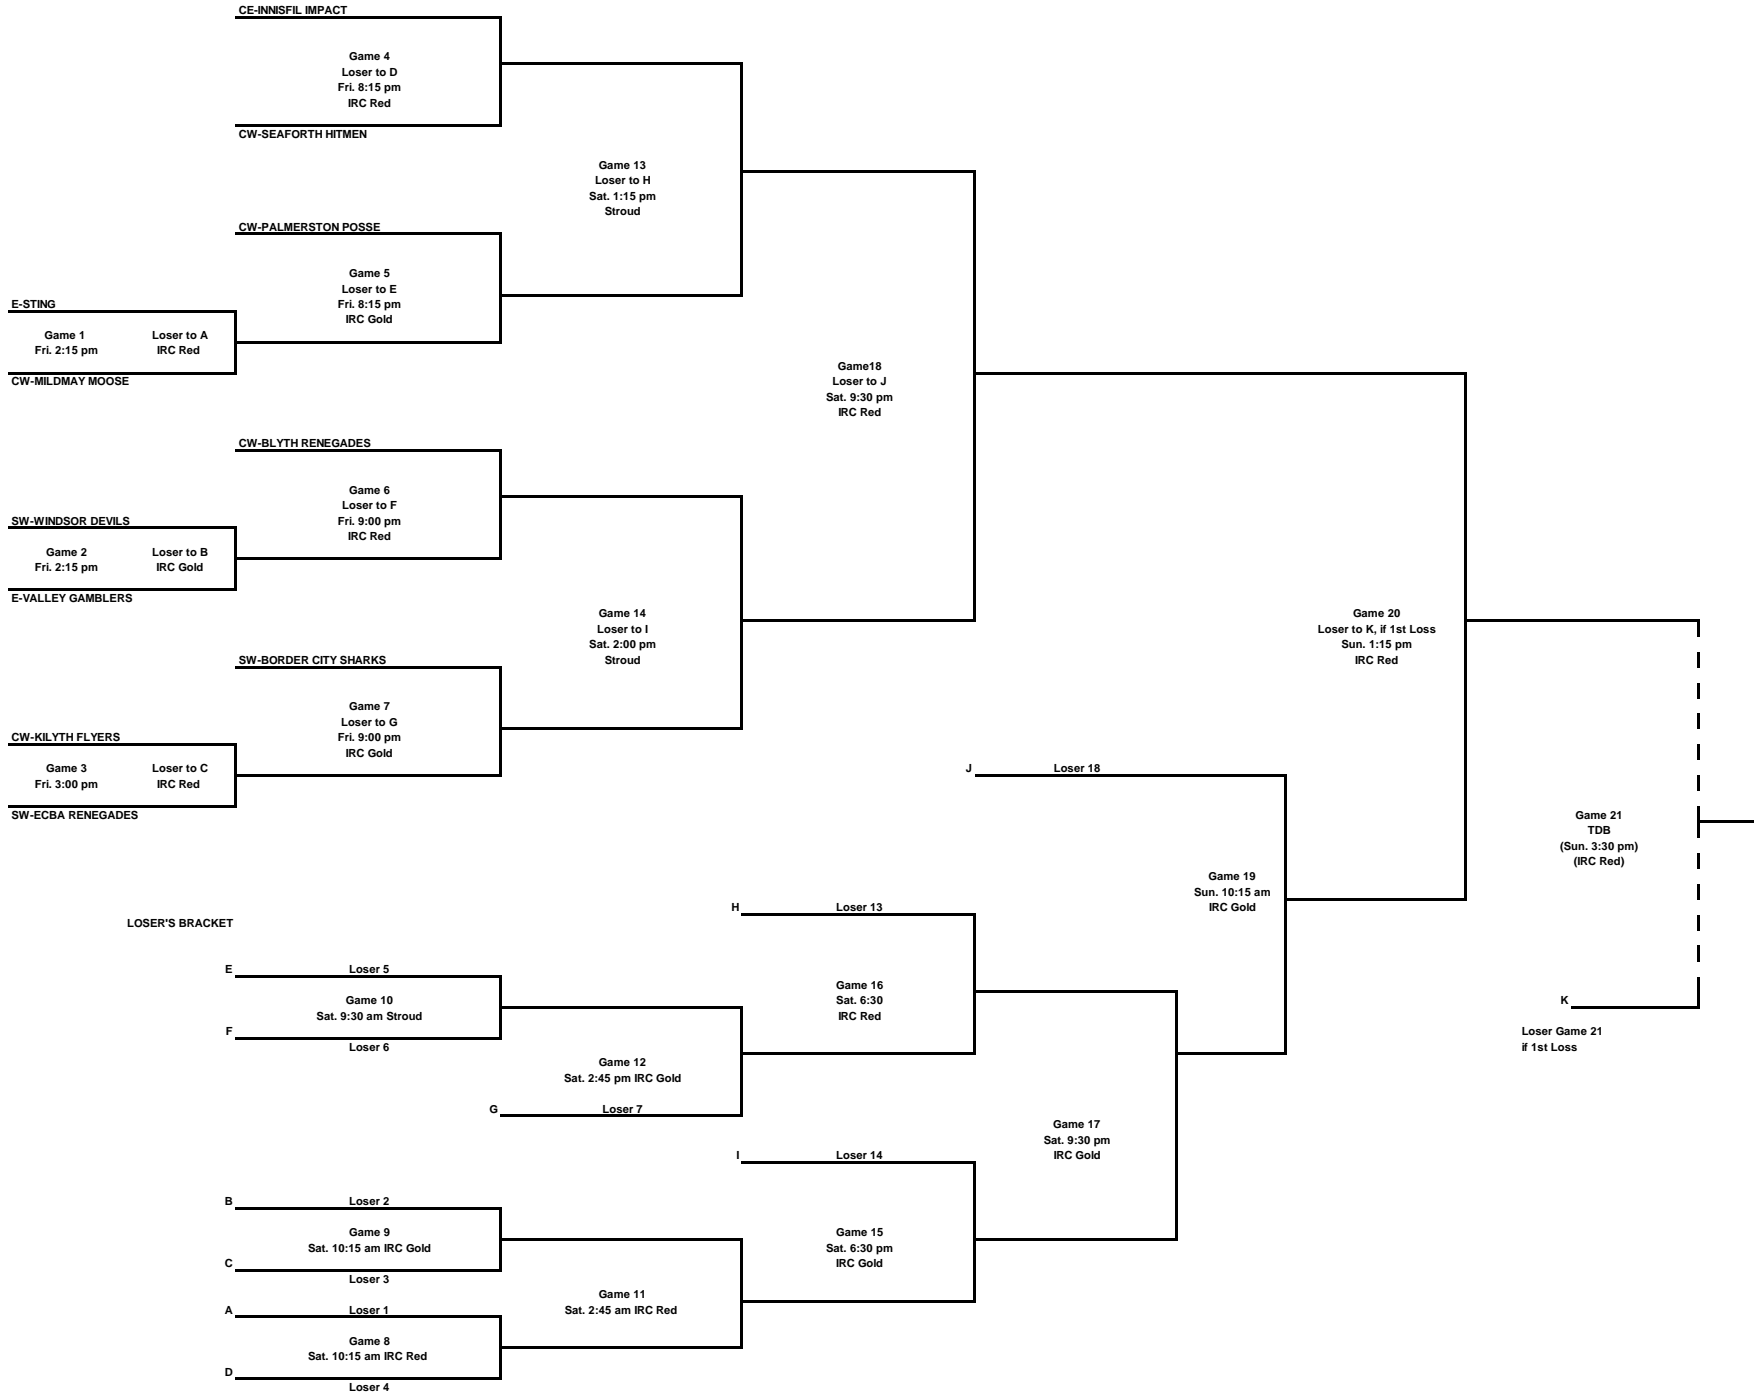 CE-INNISFIL IMPACT
Game 4
Loser to D
Fri. 8:15 pm
IRC Red
CW-SEAFORTH HITMEN
Game 13
Loser to H
Sat. 1:15 pm
Stroud
CW-PALMERSTON POSSE
Game 5
Loser to E
Fri. 8:15 pm
IRC Gold
E-STING
Game 1 Loser to A
Fri. 2:15 pm IRC Red
CW-MILDMAY MOOSE
Game18
Loser to J
Sat. 9:30 pm
IRC Red
CW-BLYTH RENEGADES
Game 6
Loser to F
Fri. 9:00 pm
IRC Red
SW-WINDSOR DEVILS
Game 2 Loser to B
Fri. 2:15 pm IRC Gold
E-VALLEY GAMBLERS
Game 14
Loser to I
Sat. 2:00 pm
Stroud
Game 20
Loser to K, if 1st Loss
Sun. 1:15 pm
IRC Red
SW-BORDER CITY SHARKS
Game 7
Loser to G
Fri. 9:00 pm
IRC Gold
CW-KILYTH FLYERS
Game 3 Loser to C
Fri. 3:00 pm IRC Red
SW-ECBA RENEGADES
J Loser 18
Game 21
TDB
(Sun. 3:30 pm)
(IRC Red)
Game 19
Sun. 10:15 am
IRC Gold
H Loser 13
LOSER'S BRACKET
E Loser 5
Game 10
Sat. 9:30 am Stroud
F
Loser 6
Game 16
Sat. 6:30
IRC Red
K
Loser Game 21
if 1st Loss
Game 12
Sat. 2:45 pm IRC Gold
G Loser 7
Game 17
Sat. 9:30 pm
IRC Gold
I Loser 14
B Loser 2
Game 9
Sat. 10:15 am IRC Gold
C
Loser 3
Game 15
Sat. 6:30 pm
IRC Gold
Game 11
Sat. 2:45 am IRC Red
A Loser 1
Game 8
Sat. 10:15 am IRC Red
D
Loser 4